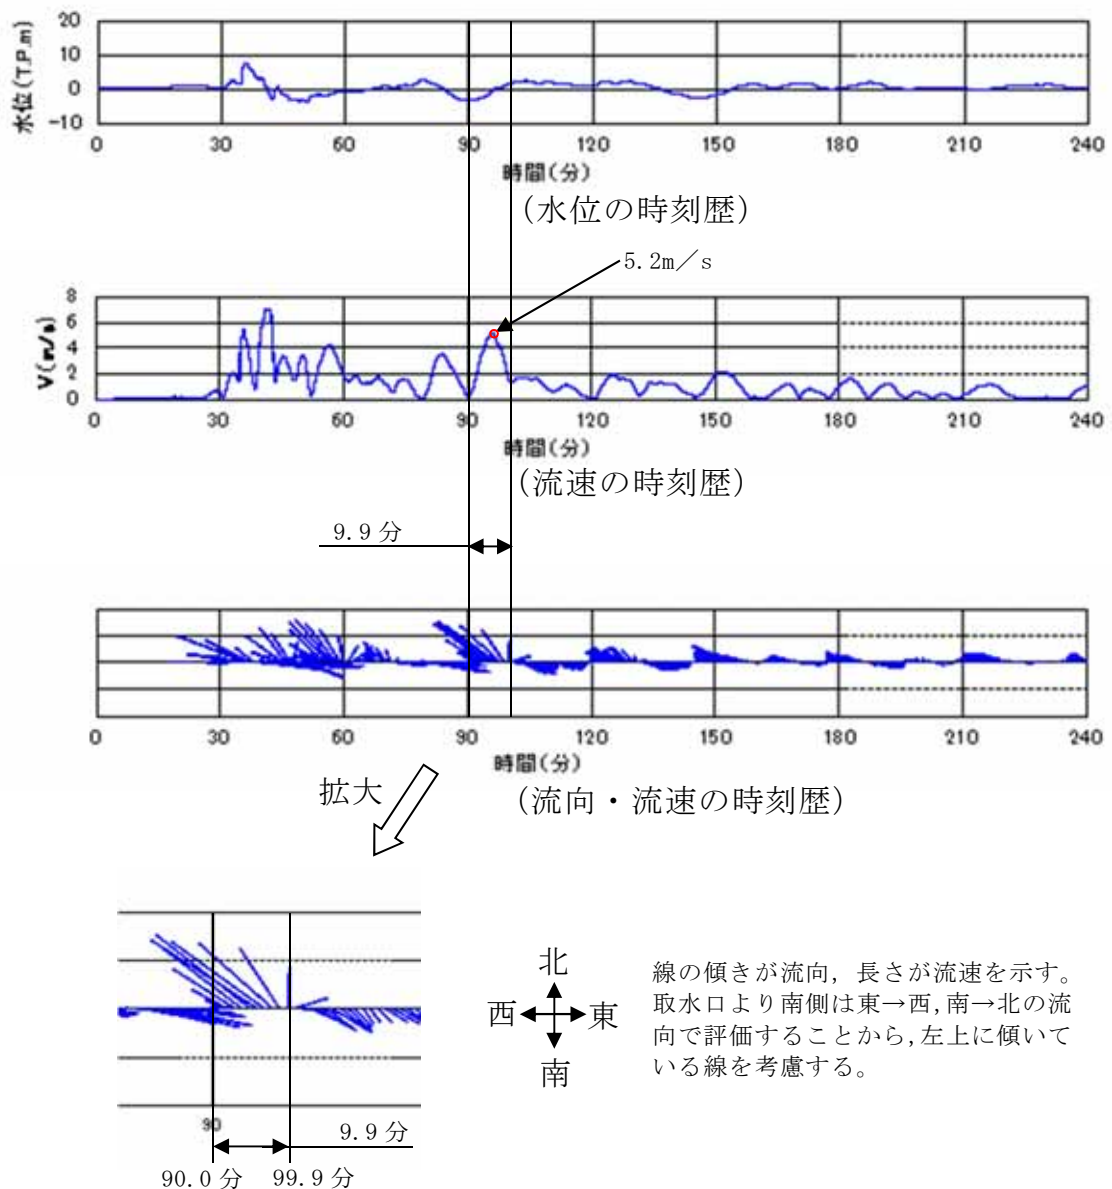 20
10
0
-10
水位(T.P.m)
0 30 60 90 120 150 180 210 240
時間(分)
(水位の時刻歴)
5.2m/s
8
6
4
2
0
V(m/s)
0 30 60 90 120 150 180 210 240
時間(分)
(流速の時刻歴)
9.9分
0 30 60 90 120 150 180 210 240
時間(分)
拡大
(流向・流速の時刻歴)
北
西 東
南
線の傾きが流向，長さが流速を示す。
取水口より南側は東→西,南→北の流
向で評価することから,左上に傾いて
いる線を考慮する。
90
9.9分
90.0分 99.9分